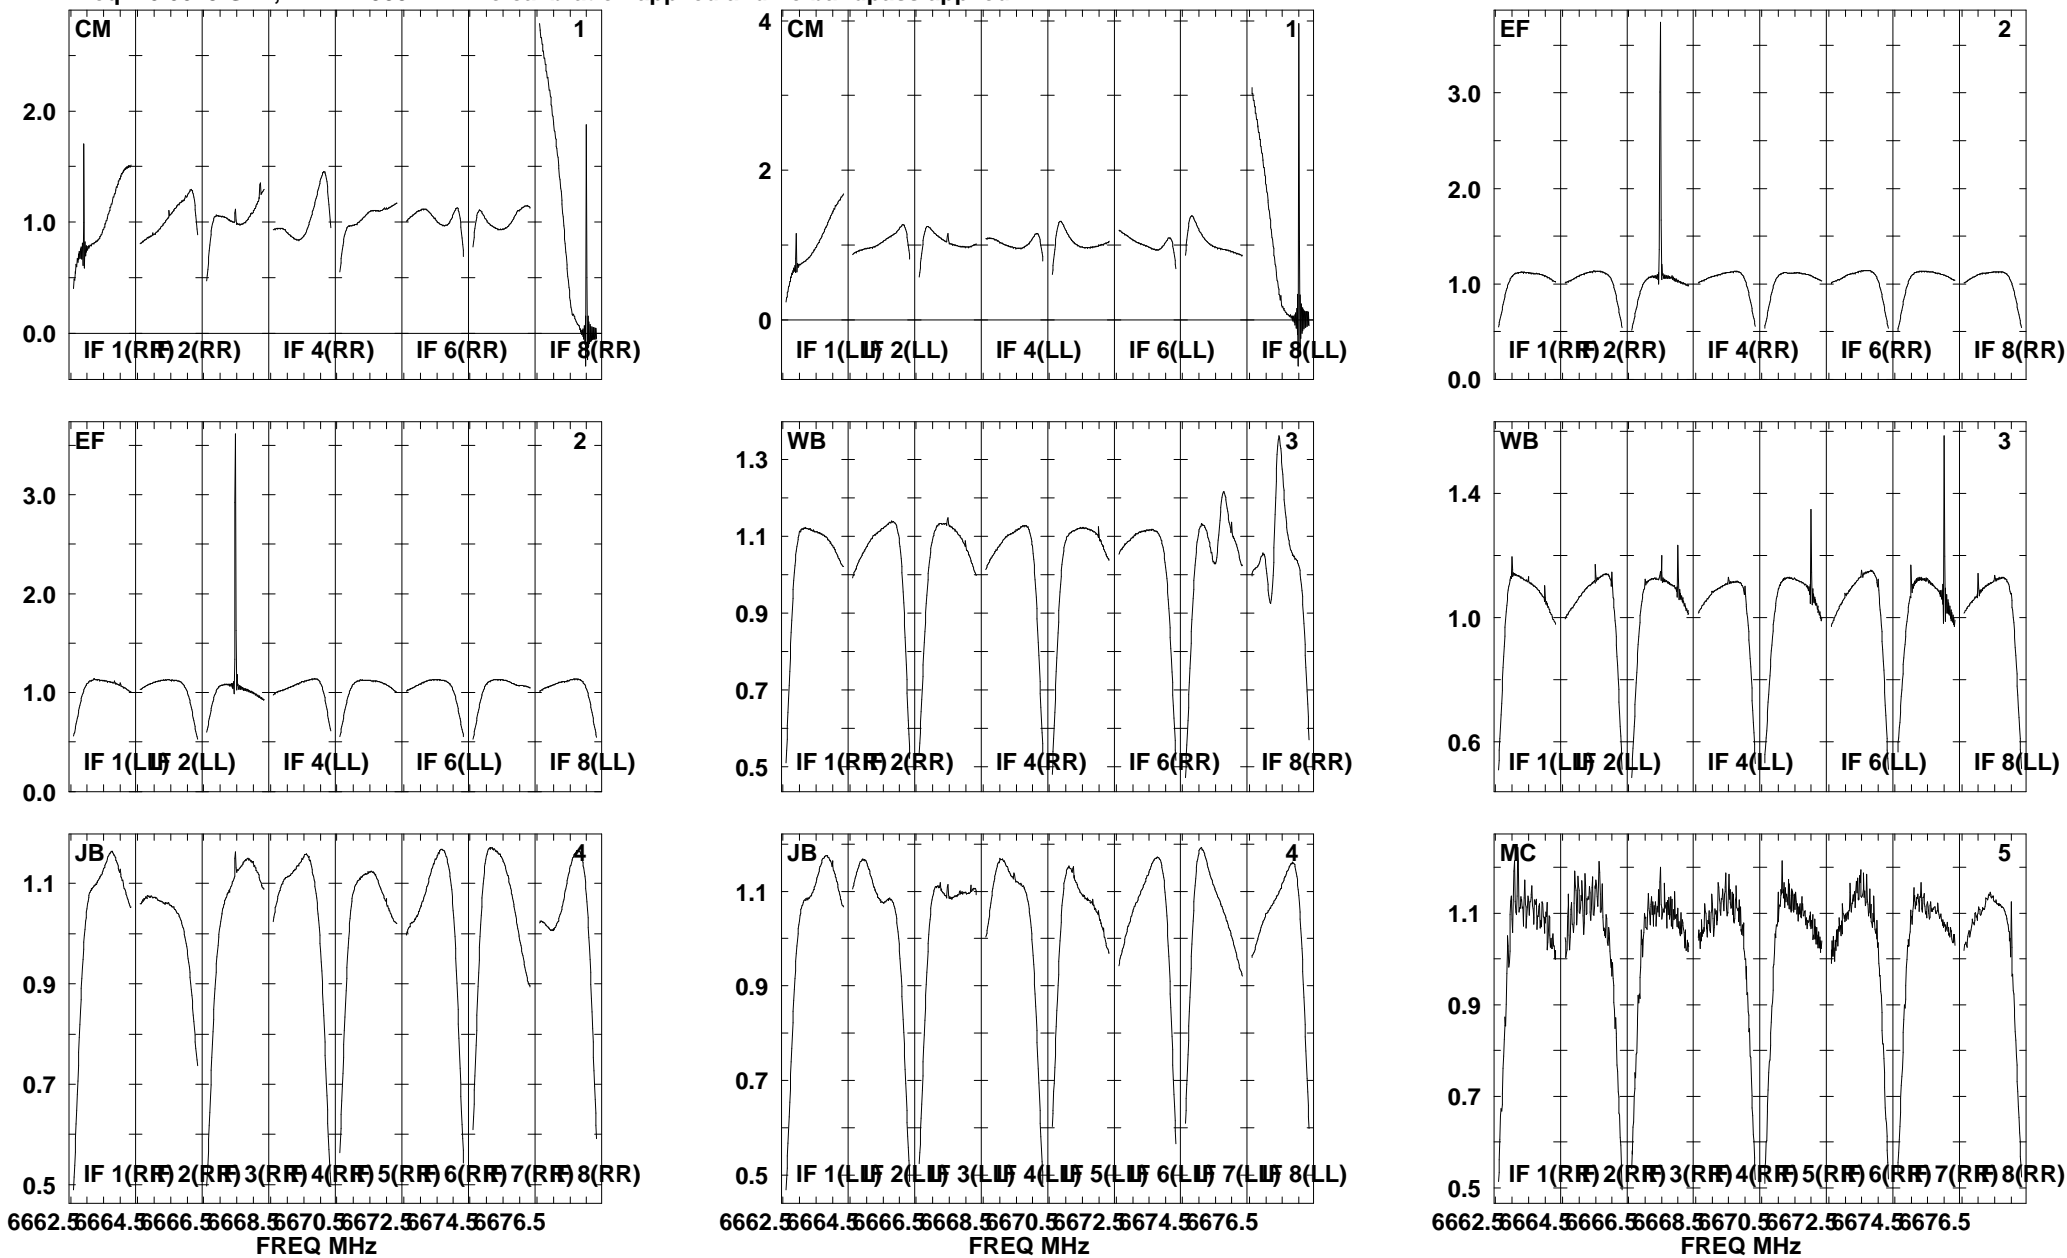 CM 1
2.0
1.0
0.0
IF 1(RR) IF 2(RR) IF 4(RR) IF 6(RR) IF 8(RR)
CM 1
4
2
0
IF 1(LL) IF 2(LL) IF 4(LL) IF 6(LL) IF 8(LL)
EF 2
3.0
2.0
1.0
0.0
IF 1(RR) IF 2(RR) IF 4(RR) IF 6(RR) IF 8(RR)
EF 2
3.0
2.0
1.0
0.0
IF 1(LL) IF 2(LL) IF 4(LL) IF 6(LL) IF 8(LL)
WB 3
1.3
1.1
0.9
0.7
0.5
IF 1(RR) IF 2(RR) IF 4(RR) IF 6(RR) IF 8(RR)
WB 3
1.4
1.0
0.6
IF 1(LL) IF 2(LL) IF 4(LL) IF 6(LL) IF 8(LL)
JB 4
1.1
0.9
0.7
0.5
IF 1(RR) IF 2(RR) IF 3(RR) IF 4(RR) IF 5(RR) IF 6(RR) IF 7(RR) IF 8(RR)
6662.5 6664.5 6666.5 6668.5 6670.5 6672.5 6674.5 6676.5
FREQ MHz
JB 4
1.1
0.9
0.7
0.5
IF 1(LL) IF 2(LL) IF 3(LL) IF 4(LL) IF 5(LL) IF 6(LL) IF 7(LL) IF 8(LL)
6662.5 6664.5 6666.5 6668.5 6670.5 6672.5 6674.5 6676.5
FREQ MHz
MC 5
1.1
0.9
0.7
0.5
IF 1(RR) IF 2(RR) IF 3(RR) IF 4(RR) IF 5(RR) IF 6(RR) IF 7(RR) IF 8(RR)
6662.5 6664.5 6666.5 6668.5 6670.5 6672.5 6674.5 6676.5
FREQ MHz